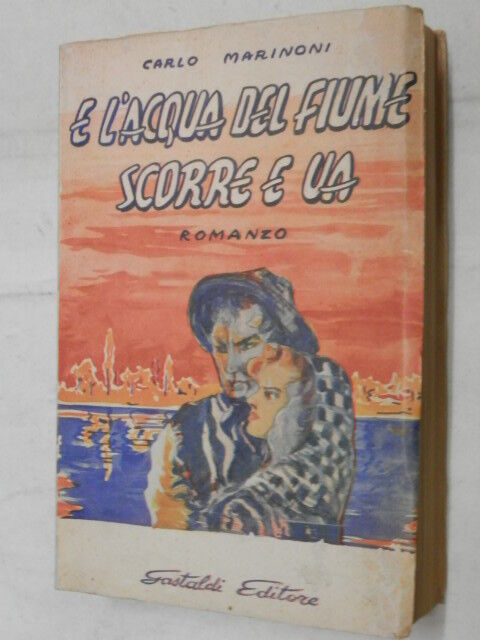 CARLO MARINONI
E L'ACQUA DEL FIUME
SCORRE E VA
ROMANZO
Gastaldi Editore